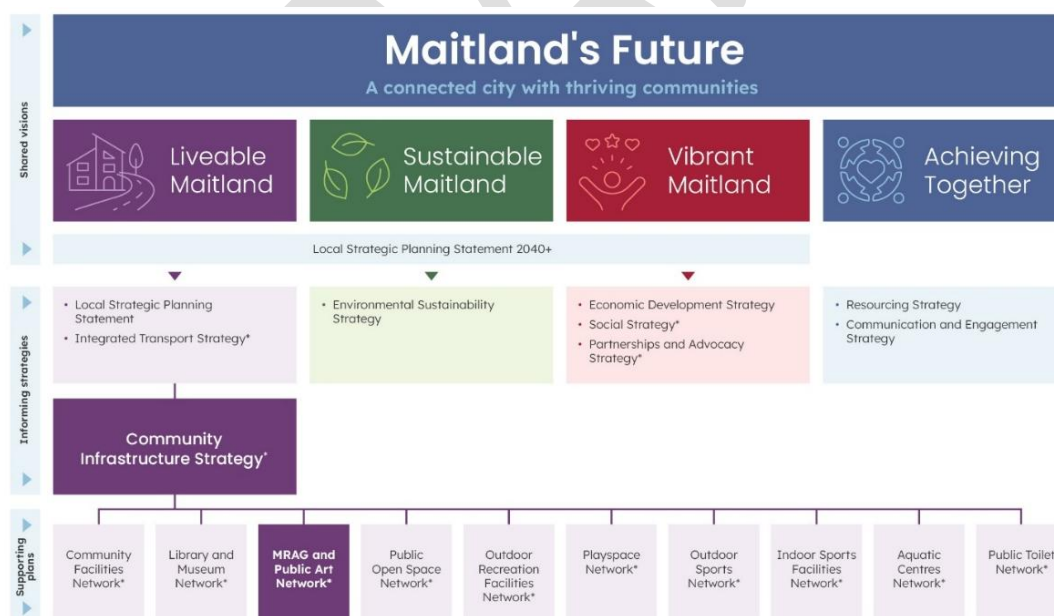 Maitland's Future
A connected city with thriving communities
Shared visions
Liveable
Maitland
Sustainable
Maitland
Vibrant
Maitland
Achieving
Together
Local Strategic Planning Statement 2040+
Informing strategies
• Local Strategic Planning
Statement
• Integrated Transport Strategy*
• Environmental Sustainability
Strategy
• Economic Development Strategy
• Social Strategy*
• Partnerships and Advocacy
Strategy*
• Resourcing Strategy
• Communication and Engagement
Strategy
Community
Infrastructure Strategy*
Supporting
plans
Community
Facilities
Network*
Library and
Museum
Network*
MRAG and
Public Art
Network*
Public
Open Space
Network*
Outdoor
Recreation
Facilities
Network*
Playspace
Network*
Outdoor
Sports
Network*
Indoor Sports
Facilities
Network*
Aquatic
Centres
Network*
Public Toilet
Network*